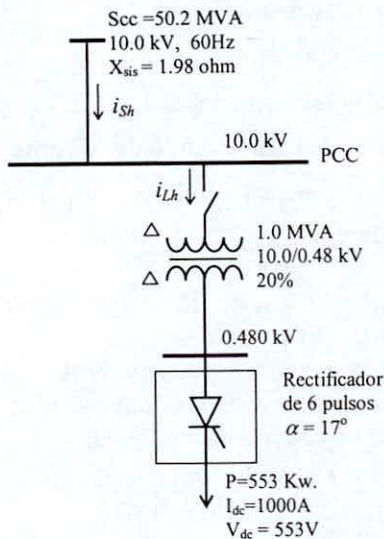 Scc =50.2 MVA
10.0 kV, 60Hz
Xsis = 1.98 ohm
iSh
10.0 kV
PCC
iLh
Δ
1.0 MVA
10.0/0.48 kV
Δ
20%
0.480 kV
Rectificador
de 6 pulsos
α = 17°
P=553 Kw.
Idc=1000A
Vdc = 553V